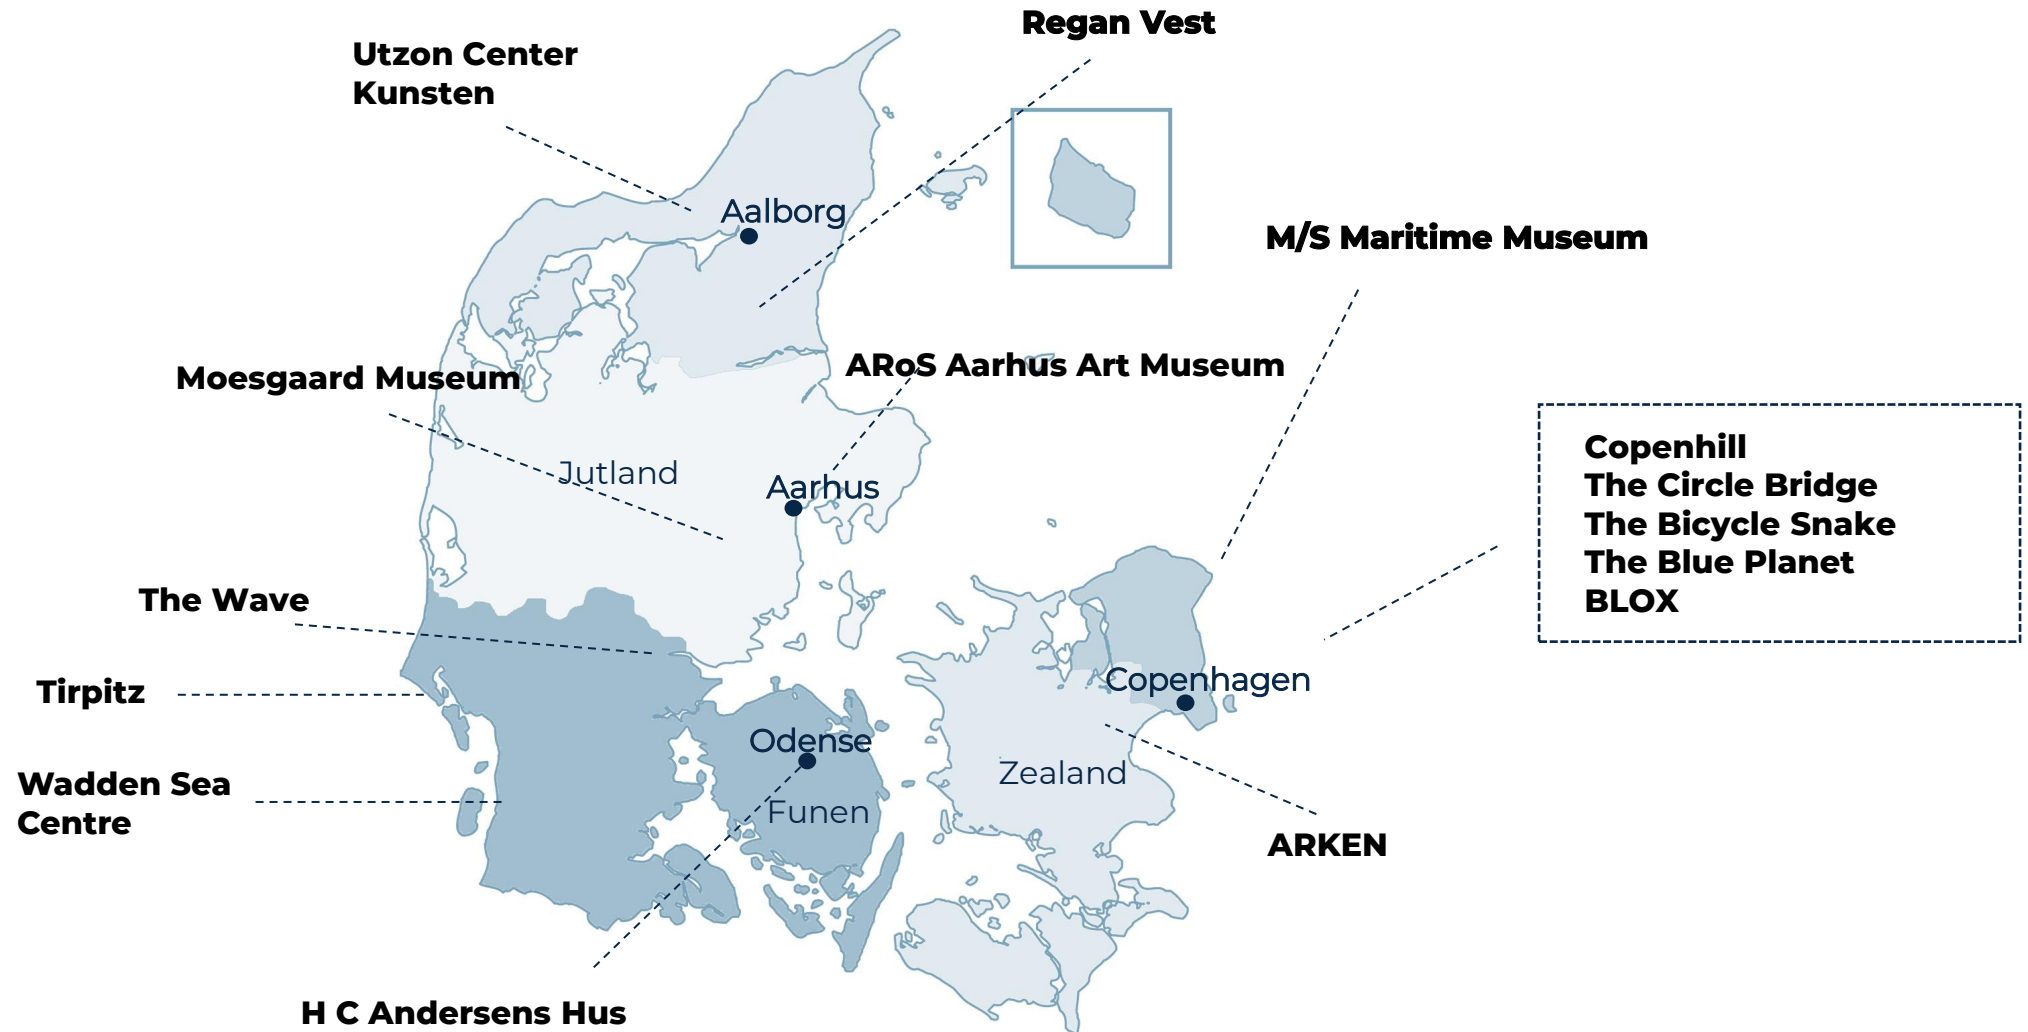 Regan Vest
Utzon Center
Kunsten
Aalborg
M/S Maritime Museum
ARoS Aarhus Art Museum
Moesgaard Museum
Jutland
Aarhus
Copenhill
The Circle Bridge
The Bicycle Snake
The Blue Planet
BLOX
The Wave
Copenhagen
Tirpitz
Odense
Zealand
Wadden Sea
Centre
Funen
ARKEN
H C Andersens Hus